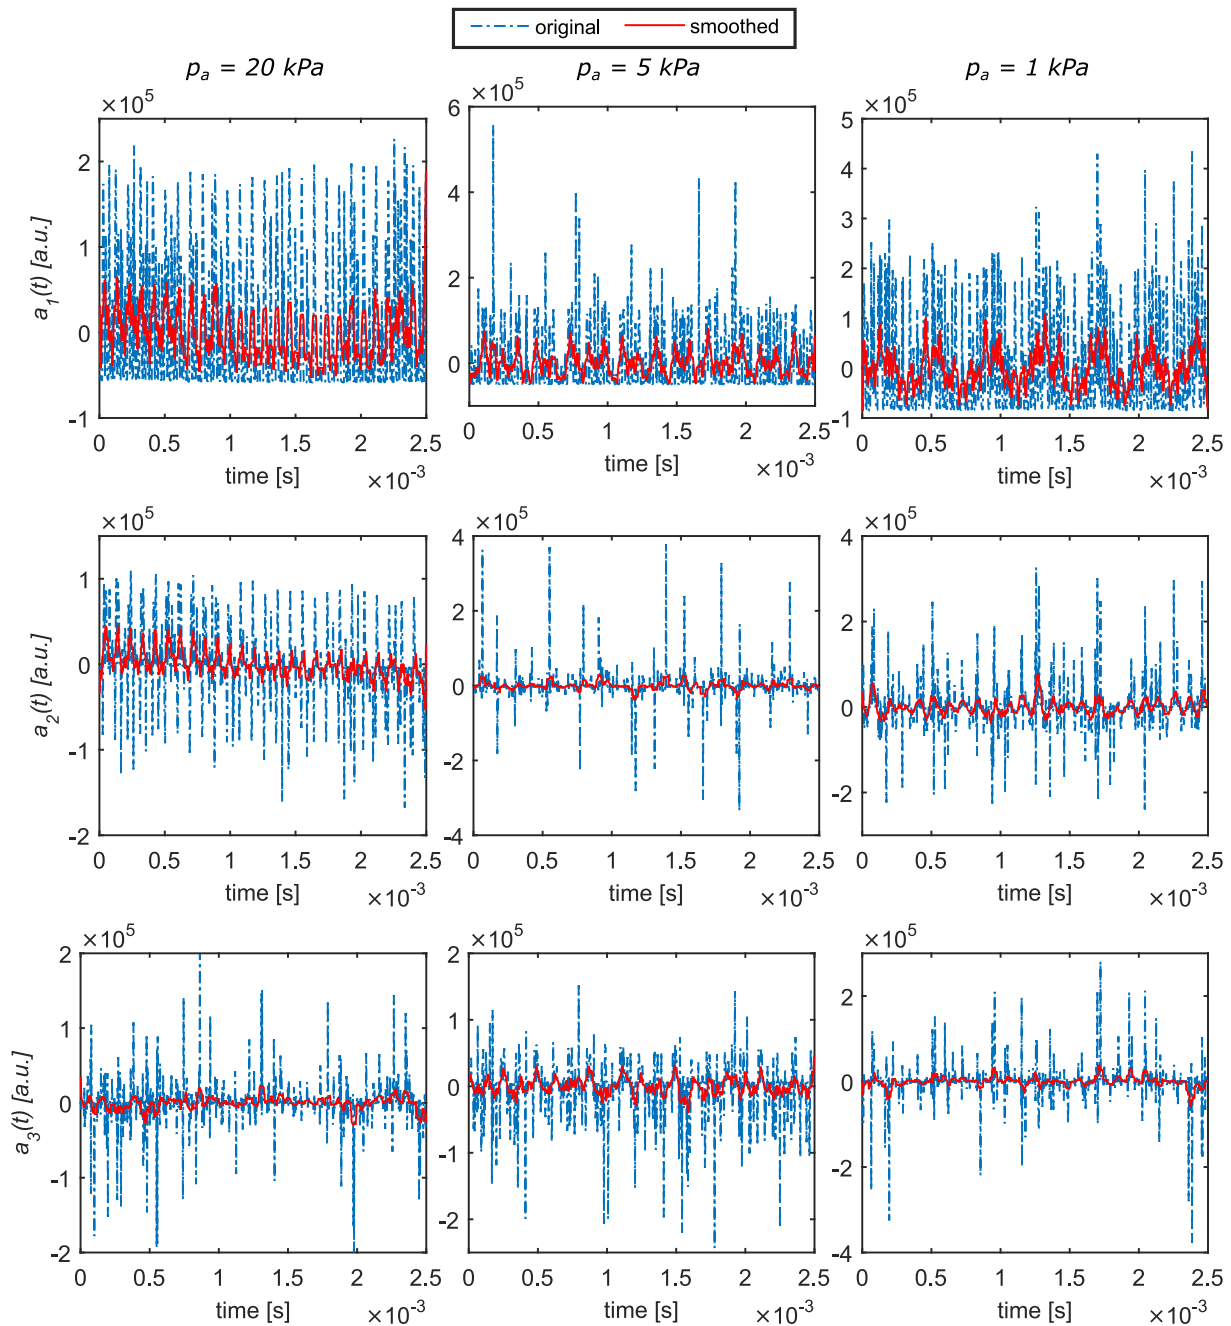 original smoothed
p_a = 20 kPa p_a = 5 kPa p_a = 1 kPa
×10^5 ×10^5 ×10^5
a_1(t) [a.u.]
2 1 0 -1
0 0.5 1 1.5 2 2.5
time [s] ×10^-3
6 4 2 0
0 0.5 1 1.5 2 2.5
time [s] ×10^-3
5 4 3 2 1 0 -1
0 0.5 1 1.5 2 2.5
time [s] ×10^-3
×10^5 ×10^5 ×10^5
a_2(t) [a.u.]
1 0 -1 -2
0 0.5 1 1.5 2 2.5
time [s] ×10^-3
4 2 0 -2 -4
0 0.5 1 1.5 2 2.5
time [s] ×10^-3
4 2 0 -2
0 0.5 1 1.5 2 2.5
time [s] ×10^-3
×10^5 ×10^5 ×10^5
a_3(t) [a.u.]
2 1 0 -1 -2
0 0.5 1 1.5 2 2.5
time [s] ×10^-3
2 1 0 -1 -2
0 0.5 1 1.5 2 2.5
time [s] ×10^-3
2 0 -2 -4
0 0.5 1 1.5 2 2.5
time [s] ×10^-3